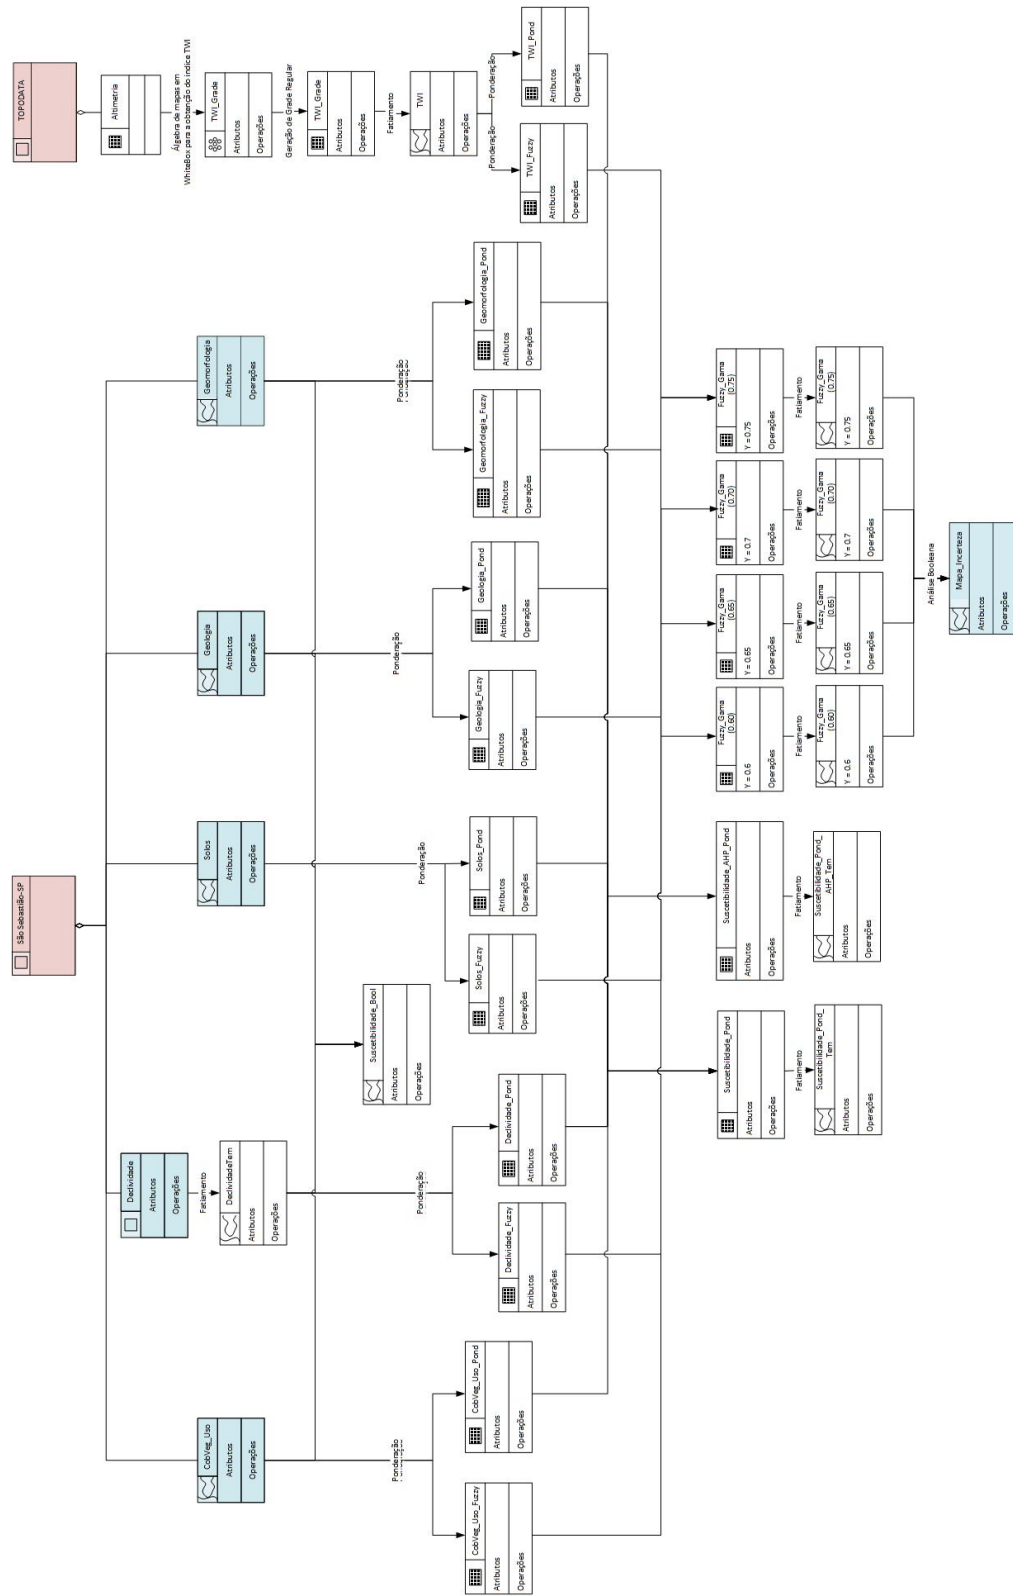 São Sebastião-SP
TOPODATA
Altimetria
Álgebra de mapas em
WhiteBox para a obtenção do índice TWI
Declividade
Atributos
Operações
Fatiamento
CobVeg_Uso
Atributos
Operações
DeclividadeTem
Atributos
Operações
Solos
Atributos
Operações
Geologia
Atributos
Operações
Geomorfologia
Atributos
Operações
TWI_Grade
Atributos
Operações
Geração de Grade Regular
TWI_Grade
Atributos
Operações
Fatiamento
Suscetibilidade_Bool
Atributos
Operações
TWI
Atributos
Operações
Ponderação
Ponderação
Ponderação
Ponderação
Ponderação
Ponderação
Ponderação
Ponderação
Ponderação
CobVeg_Uso_Fuzzy
Atributos
Operações
CobVeg_Uso_Pond
Atributos
Operações
Declividade_Fuzzy
Atributos
Operações
Declividade_Pond
Atributos
Operações
Solos_Fuzzy
Atributos
Operações
Solos_Pond
Atributos
Operações
Geologia_Fuzzy
Atributos
Operações
Geologia_Pond
Atributos
Operações
Geomorfologia_Fuzzy
Atributos
Operações
Geomorfologia_Pond
Atributos
Operações
TWI_Fuzzy
Atributos
Operações
TWI_Pond
Atributos
Operações
Suscetibilidade_Pond
Atributos
Operações
Suscetibilidade_AHP_Pond
Atributos
Operações
Fuzzy_Gama
(0.60)
Y = 0.6
Operações
Fuzzy_Gama
(0.65)
Y = 0.65
Operações
Fuzzy_Gama
(0.70)
Y = 0.7
Operações
Fuzzy_Gama
(0.75)
Y = 0.75
Operações
Fatiamento
Fatiamento
Fatiamento
Fatiamento
Fatiamento
Fatiamento
Suscetibilidade_Pond_
Tem
Atributos
Operações
Suscetibilidade_Pond_
AHP_Tem
Atributos
Operações
Fuzzy_Gama
(0.60)
Y = 0.6
Operações
Fuzzy_Gama
(0.65)
Y = 0.65
Operações
Fuzzy_Gama
(0.70)
Y = 0.7
Operações
Fuzzy_Gama
(0.75)
Y = 0.75
Operações
Análise Booleana
Mapa_Incerteza
Atributos
Operações